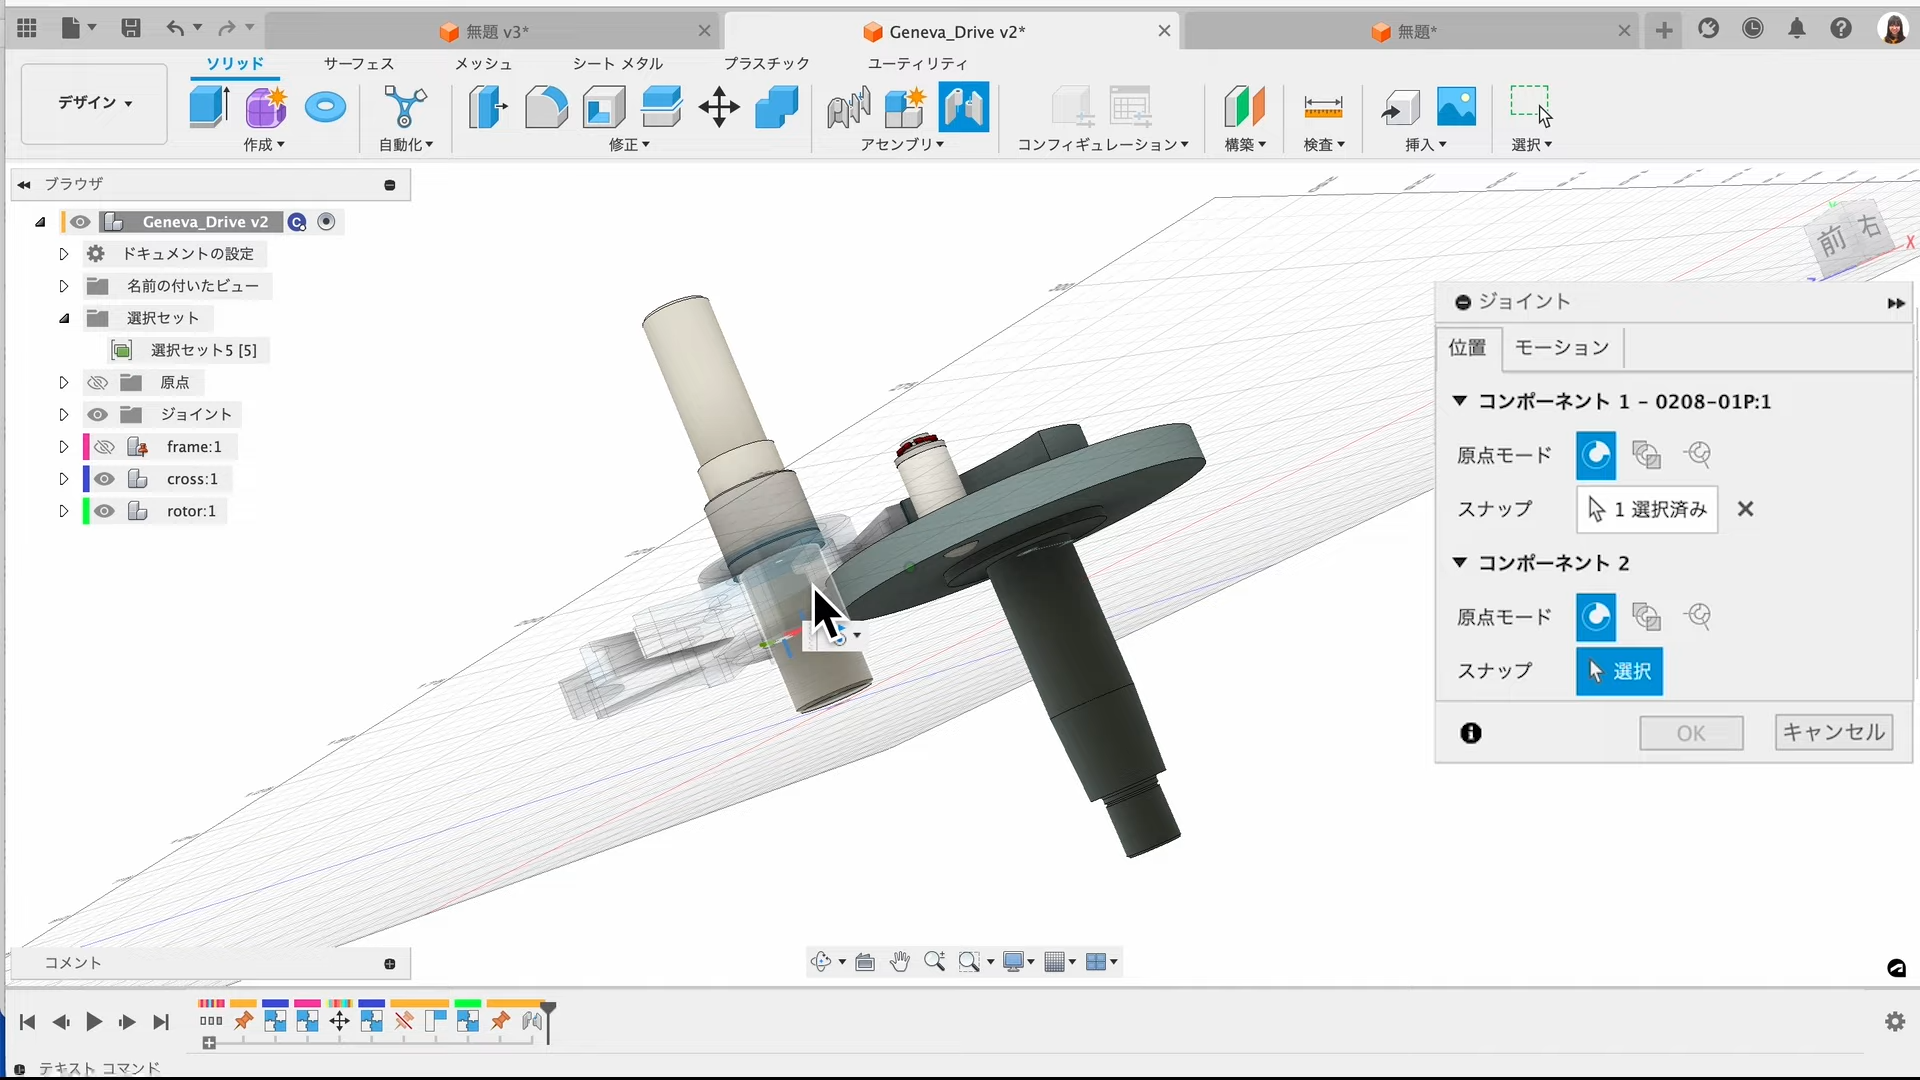 無題 v3*
Geneva_Drive v2*
無題*
ソリッド
サーフェス
メッシュ
シート メタル
プラスチック
ユーティリティ
デザイン
作成
自動化
修正
アセンブリ
コンフィギュレーション
構築
検査
挿入
選択
ブラウザ
Geneva_Drive v2
ドキュメントの設定
名前の付いたビュー
選択セット
選択セット5 [5]
原点
ジョイント
frame:1
cross:1
rotor:1
前
右
X
ジョイント
位置
モーション
コンポーネント 1 - 0208-01P:1
原点モード
スナップ
1 選択済み
コンポーネント 2
原点モード
スナップ
選択
OK
キャンセル
コメント
テキスト コマンド